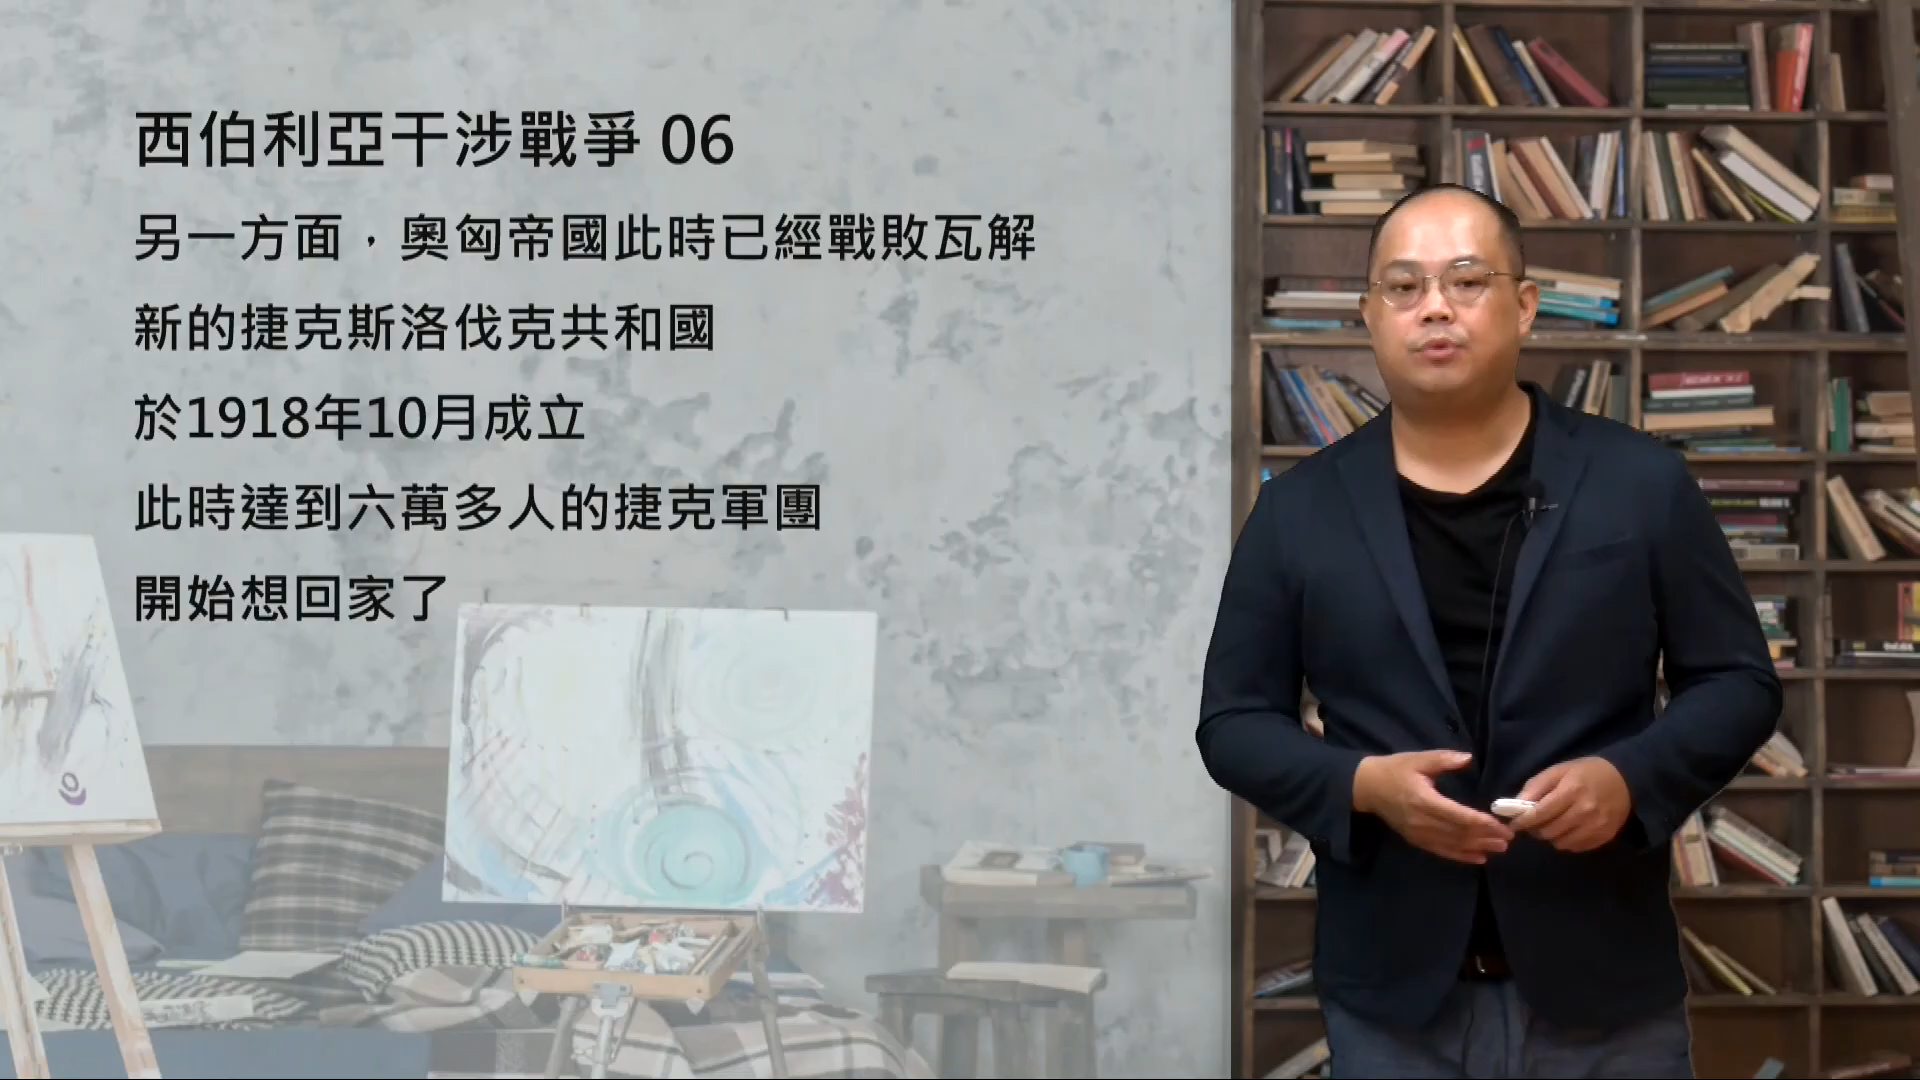 西伯利亞干涉戰爭 06
另一方面，奧匈帝國此時已經戰敗瓦解
新的捷克斯洛伐克共和國
於1918年10月成立
此時達到六萬多人的捷克軍團
開始想回家了